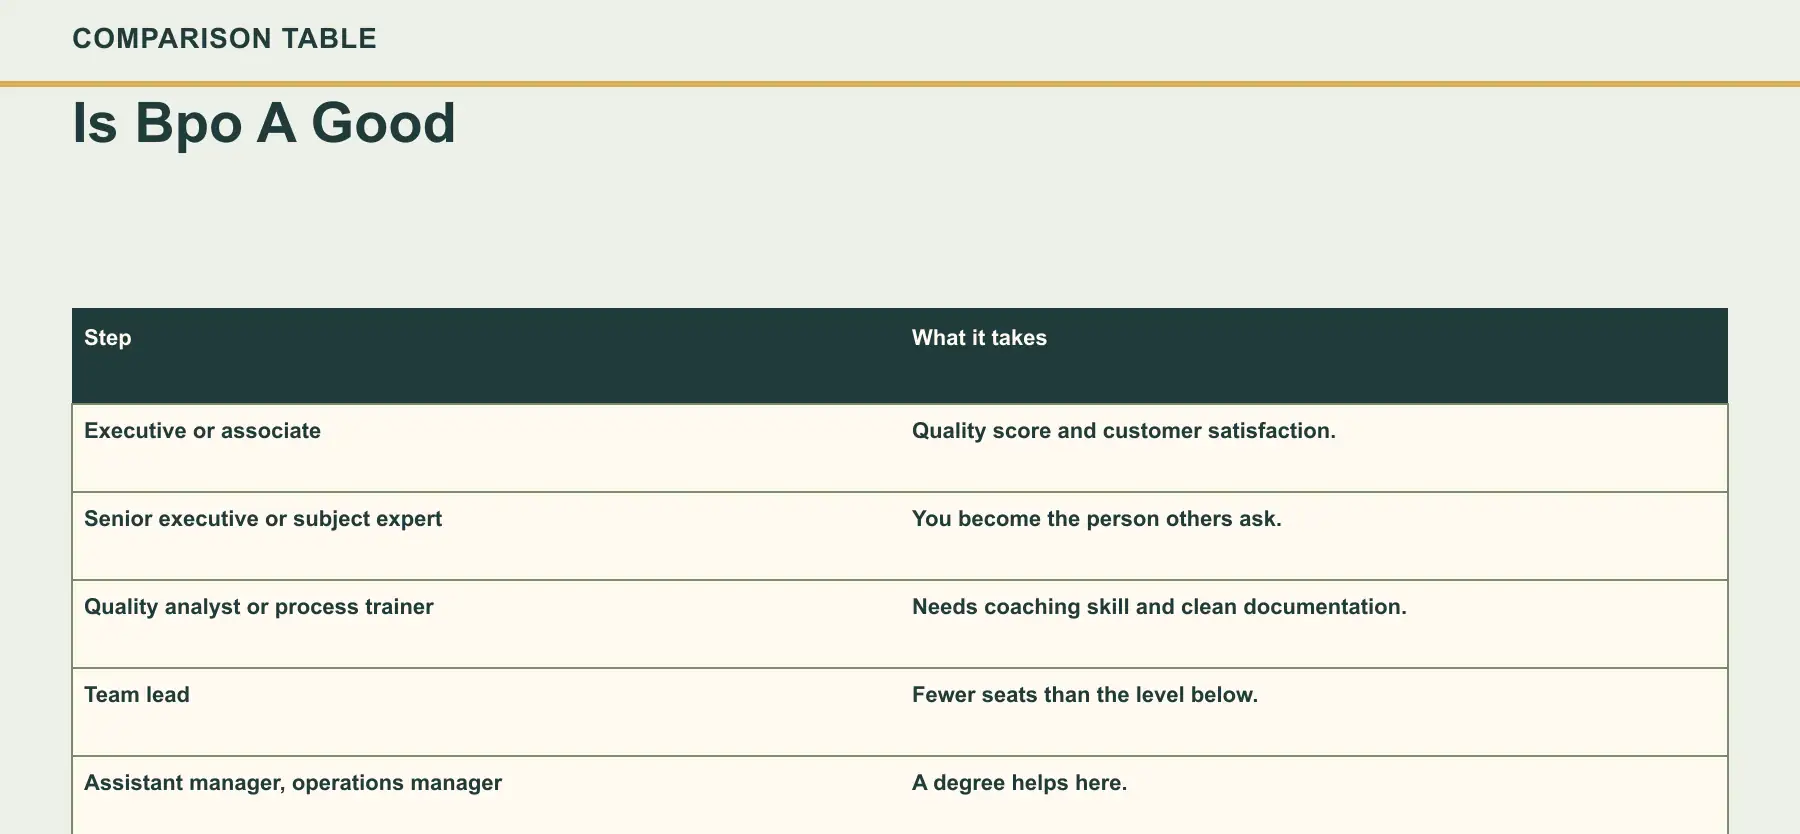 COMPARISON TABLE
Is Bpo A Good
Step What it takes
Executive or associate Quality score and customer satisfaction.
Senior executive or subject expert You become the person others ask.
Quality analyst or process trainer Needs coaching skill and clean documentation.
Team lead Fewer seats than the level below.
Assistant manager, operations manager A degree helps here.